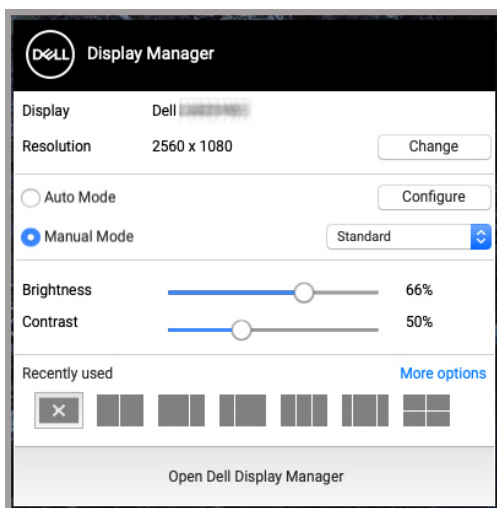 DELL Display Manager
Display Dell
Resolution 2560 x 1080 Change
Auto Mode Configure
Manual Mode Standard
Brightness 66%
Contrast 50%
Recently used More options
Open Dell Display Manager